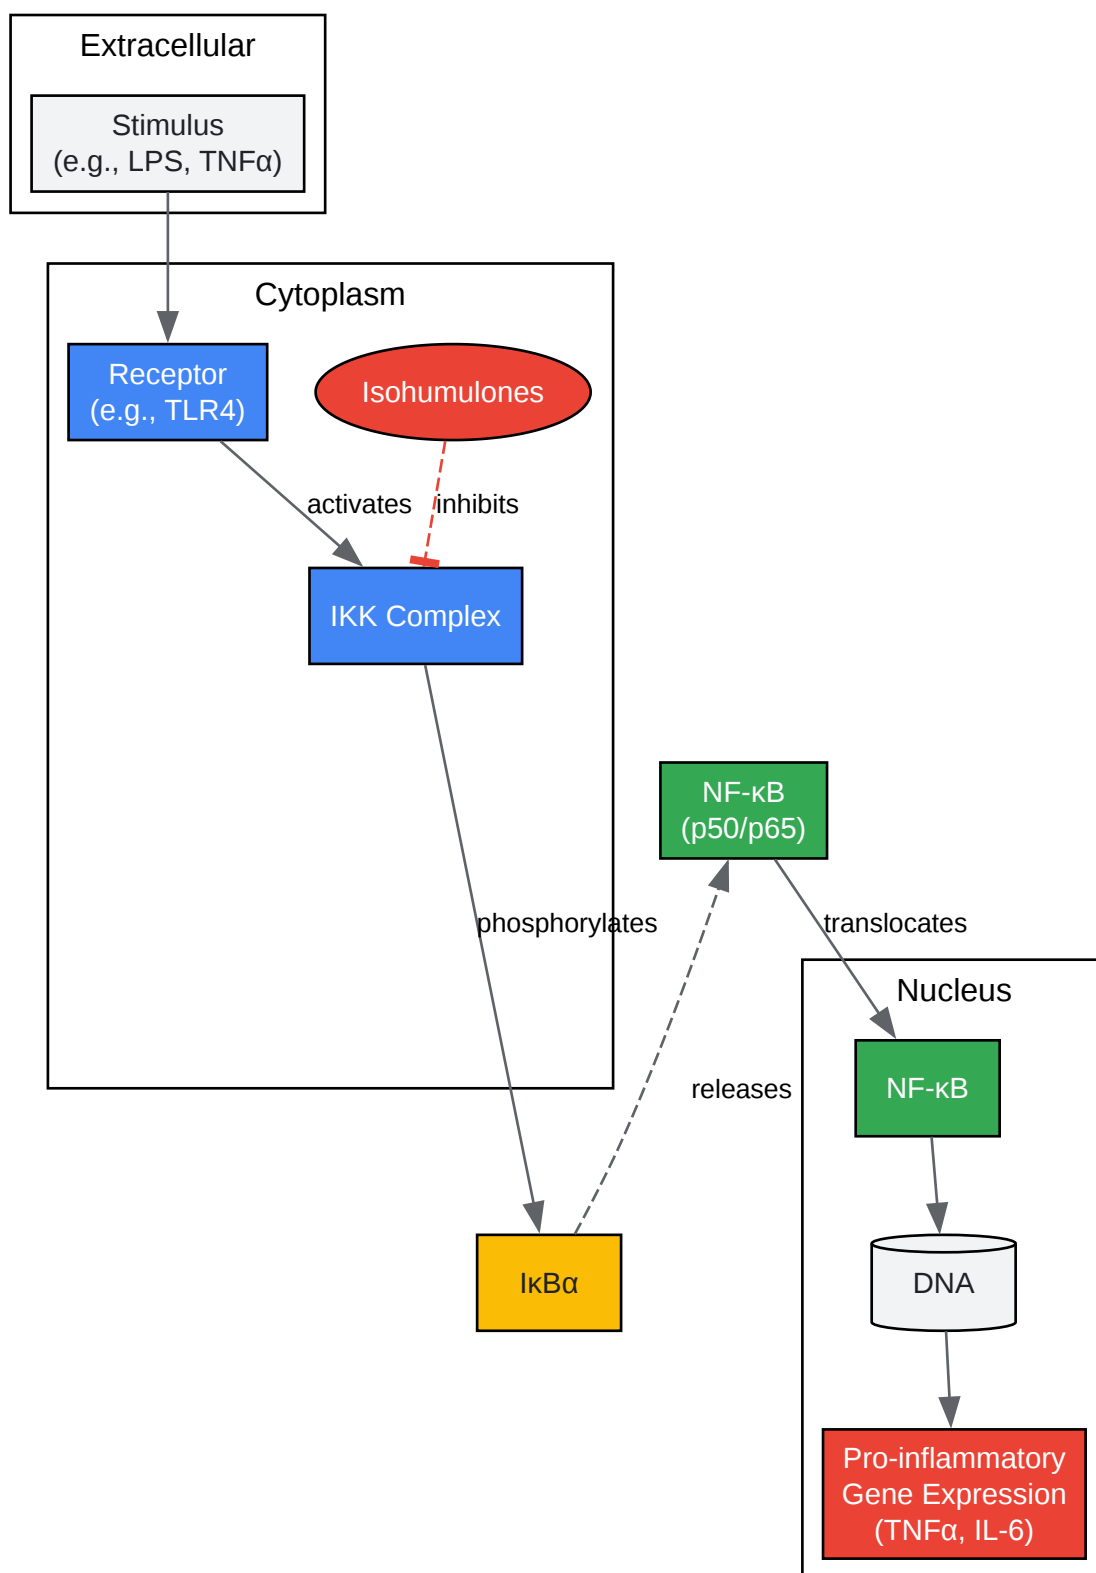 Extracellular
Stimulus
(e.g., LPS, TNFα)
Cytoplasm
Receptor
(e.g., TLR4)
Isohumulones
activates
inhibits
IKK Complex
NF-κB
(p50/p65)
phosphorylates
translocates
Nucleus
NF-κB
releases
IκBα
DNA
Pro-inflammatory
Gene Expression
(TNFα, IL-6)